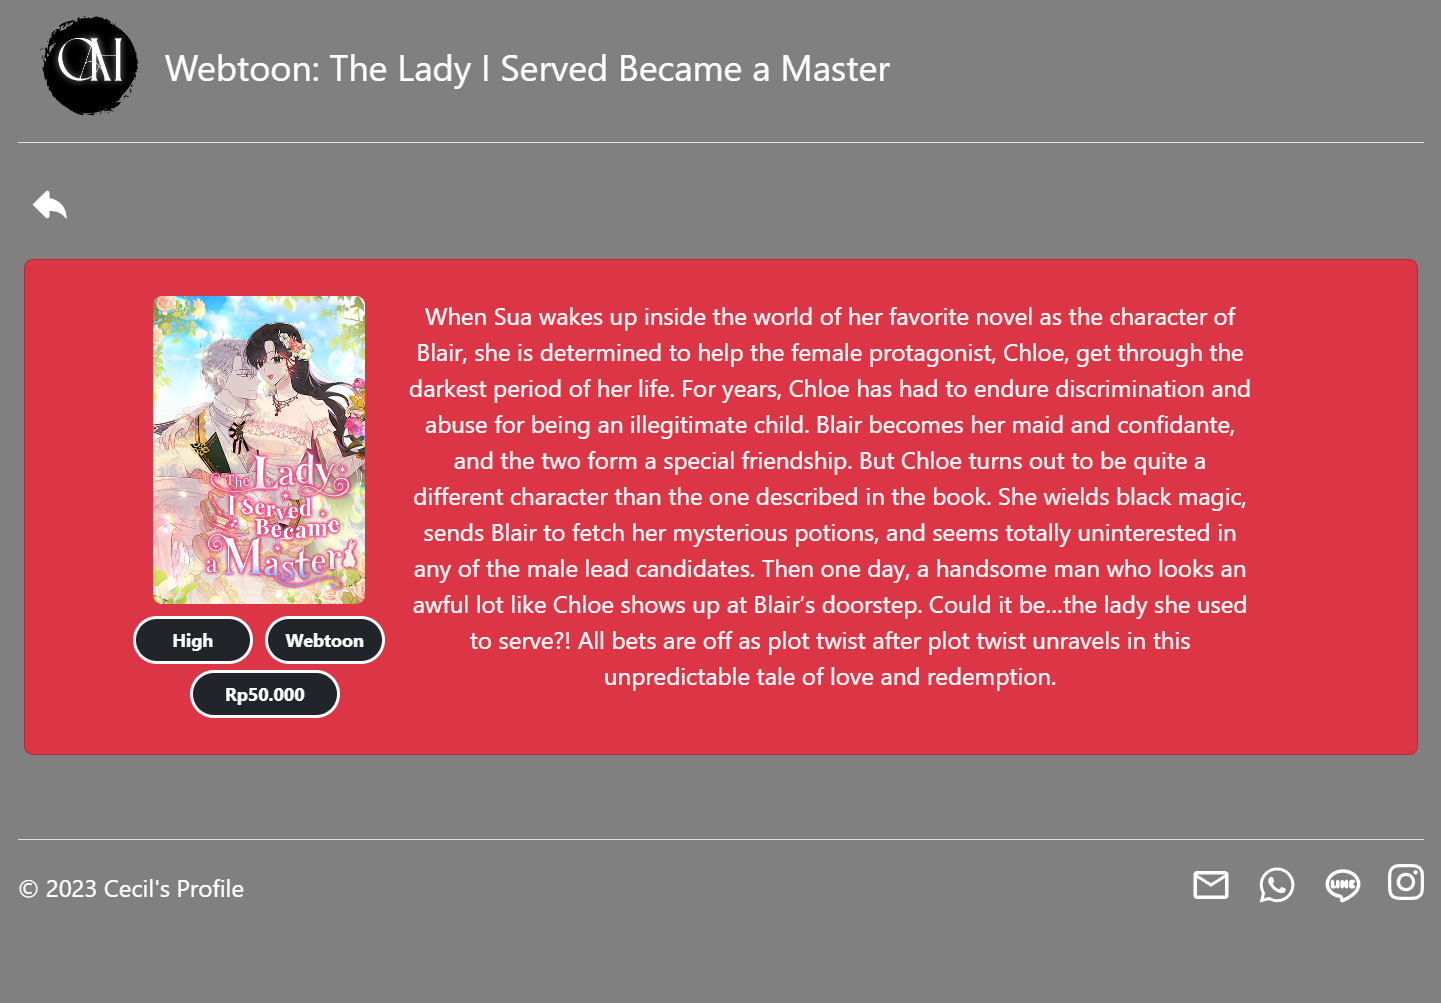 CAH
Webtoon: The Lady I Served Became a Master
The Lady
I Served
Became
a Master
High
Webtoon
Rp50.000
When Sua wakes up inside the world of her favorite novel as the character of
Blair, she is determined to help the female protagonist, Chloe, get through the
darkest period of her life. For years, Chloe has had to endure discrimination and
abuse for being an illegitimate child. Blair becomes her maid and confidante,
and the two form a special friendship. But Chloe turns out to be quite a
different character than the one described in the book. She wields black magic,
sends Blair to fetch her mysterious potions, and seems totally uninterested in
any of the male lead candidates. Then one day, a handsome man who looks an
awful lot like Chloe shows up at Blair’s doorstep. Could it be...the lady she used
to serve?! All bets are off as plot twist after plot twist unravels in this
unpredictable tale of love and redemption.
© 2023 Cecil's Profile
LINE